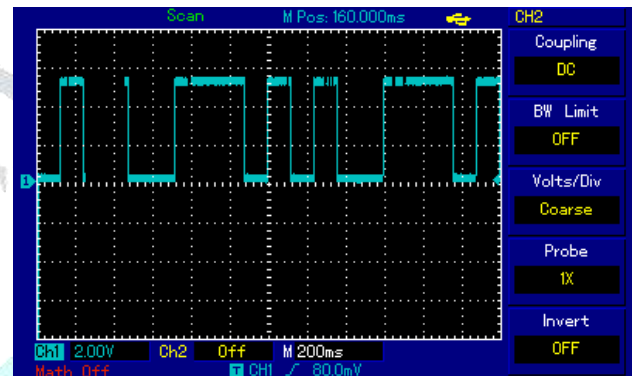 Scan M Pos: 160.000ms CH2
Coupling
DC
BW Limit
OFF
1
Volts/Div
Coarse
Probe
1X
Invert
OFF
Ch1 2.00V Ch2 Off M 200ms
Math Off T CH1 / 80.0mV